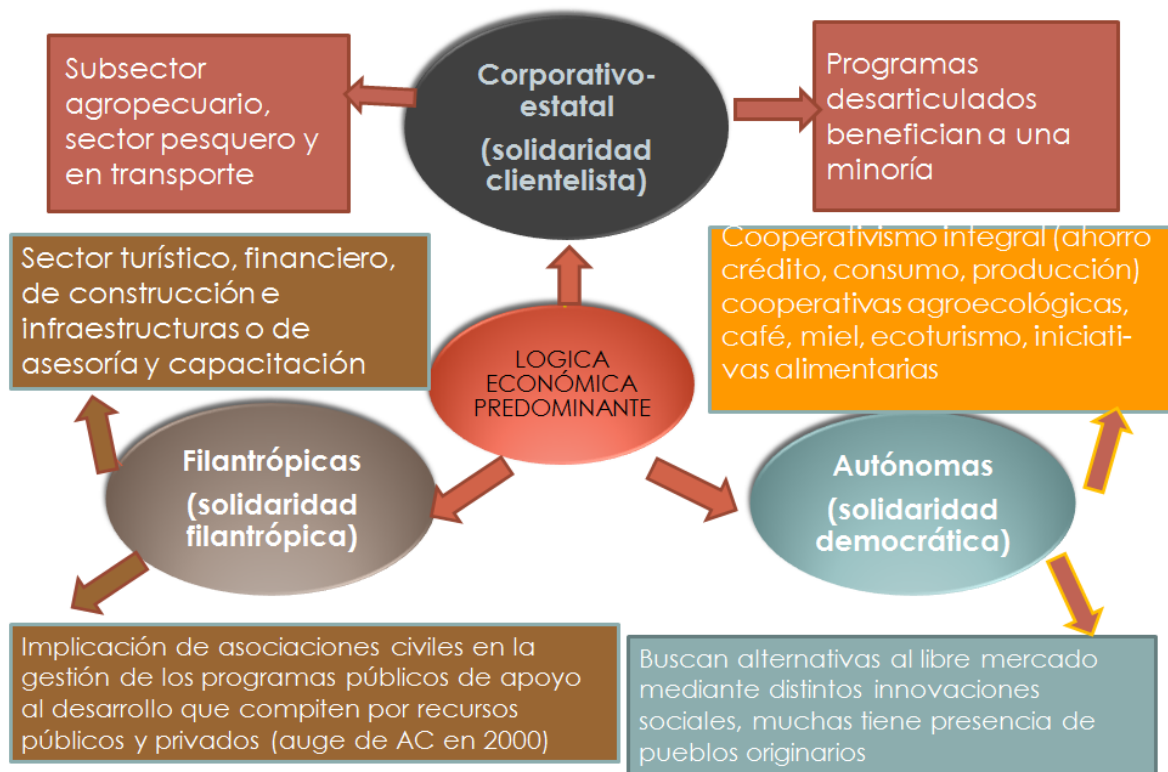 Corporativo-
estatal
(solidaridad
clientelista)
Subsector
agropecuario,
sector pesquero y
en transporte
Programas
desarticulados
benefician a una
minoría
Sector turístico, financiero,
de construcción e
infraestructuras o de
asesoría y capacitación
Cooperativismo integral (ahorro
crédito, consumo, producción)
cooperativas agroecológicas,
café, miel, ecoturismo, iniciati-
vas alimentarias
LOGICA
ECONÓMICA
PREDOMINANTE
Filantrópicas
(solidaridad
filantrópica)
Autónomas
(solidaridad
democrática)
Implicación de asociaciones civiles en la
gestión de los programas públicos de apoyo
al desarrollo que compiten por recursos
públicos y privados (auge de AC en 2000)
Buscan alternativas al libre mercado
mediante distintos innovaciones
sociales, muchas tiene presencia de
pueblos originarios